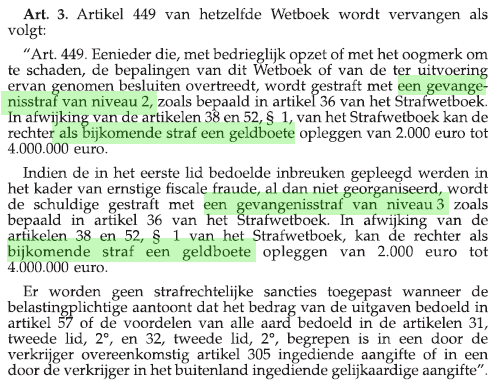 Art. 3. Artikel 449 van hetzelfde Wetboek wordt vervangen als
volgt:
“Art. 449. Eenieder die, met bedrieglijk opzet of met het oogmerk om
te schaden, de bepalingen van dit Wetboek of van de ter uitvoering
ervan genomen besluiten overtreedt, wordt gestraft met een gevange-
nisstraf van niveau 2, zoals bepaald in artikel 36 van het Strafwetboek.
In afwijking van de artikelen 38 en 52, § 1, van het Strafwetboek kan de
rechter als bijkomende straf een geldboete opleggen van 2.000 euro tot
4.000.000 euro.
Indien de in het eerste lid bedoelde inbreuken gepleegd werden in
het kader van ernstige fiscale fraude, al dan niet georganiseerd, wordt
de schuldige gestraft met een gevangenisstraf van niveau 3 zoals
bepaald in artikel 36 van het Strafwetboek. In afwijking van de
artikelen 38 en 52, § 1 van het Strafwetboek, kan de rechter als
bijkomende straf een geldboete opleggen van 2.000 euro tot
4.000.000 euro.
Er worden geen strafrechtelijke sancties toegepast wanneer de
belastingplichtige aantoont dat het bedrag van de uitgaven bedoeld in
artikel 57 of de voordelen van alle aard bedoeld in de artikelen 31,
tweede lid, 2°, en 32, tweede lid, 2°, begrepen is in een door de
verkrijger overeenkomstig artikel 305 ingediende aangifte of in een
door de verkrijger in het buitenland ingediende gelijkaardige aangifte”.